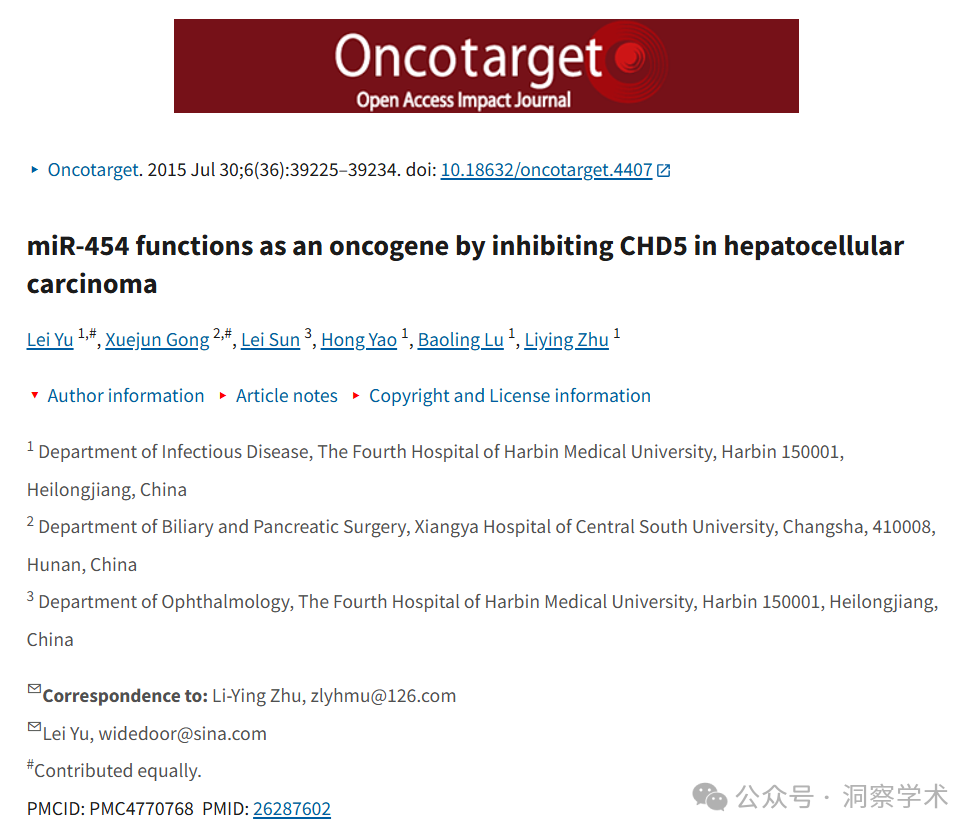 Oncotarget
Open Access Impact Journal
Oncotarget. 2015 Jul 30;6(36):39225–39234. doi: 10.18632/oncotarget.4407
miR-454 functions as an oncogene by inhibiting CHD5 in hepatocellular
carcinoma
Lei Yu 1,#, Xuejun Gong 2,#, Lei Sun 3, Hong Yao 1, Baoling Lu 1, Liying Zhu 1
Author information Article notes Copyright and License information
1 Department of Infectious Disease, The Fourth Hospital of Harbin Medical University, Harbin 150001,
Heilongjiang, China
2 Department of Biliary and Pancreatic Surgery, Xiangya Hospital of Central South University, Changsha, 410008,
Hunan, China
3 Department of Ophthalmology, The Fourth Hospital of Harbin Medical University, Harbin 150001, Heilongjiang,
China
Correspondence to: Li-Ying Zhu, zlyhmu@126.com
Lei Yu, widedoor@sina.com
#Contributed equally.
PMCID: PMC4770768 PMID: 26287602
公众号 · 洞察学术